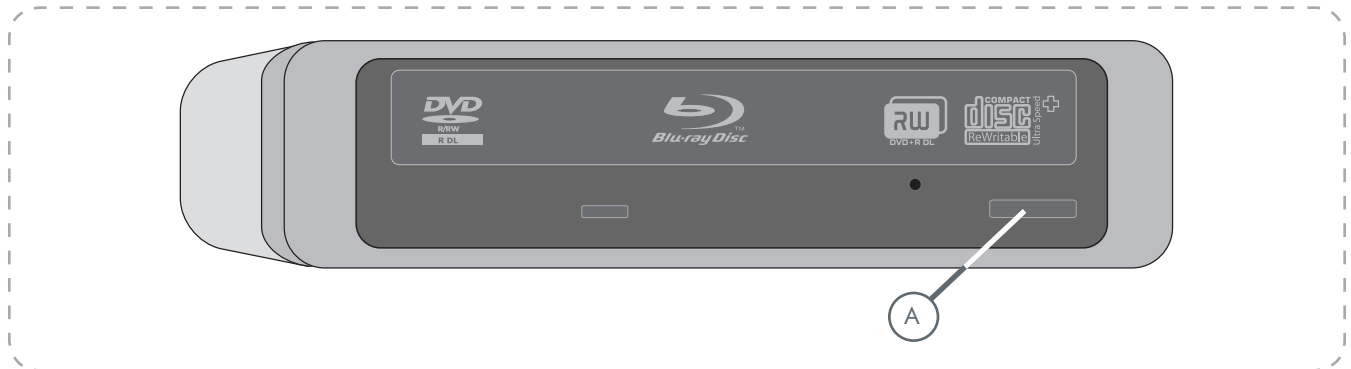 DVD
R/RW
R DL
Blu-ray Disc
TM
RW
DVD+R DL
COMPACT
disc
ReWritable
Ultra Speed
A